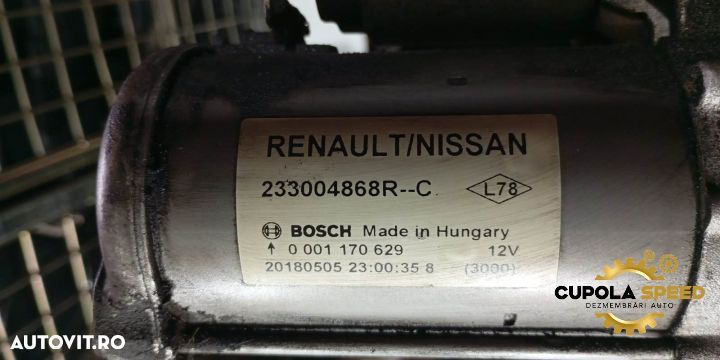 RENAULT/NISSAN
233004868R--C L78
BOSCH Made in Hungary
↑ 0 001 170 629 12V
20180505 23:00:35 8 (3000)
CUPOLA SPEED
DEZMEMBRĂRI AUTO
AUTOVIT.RO